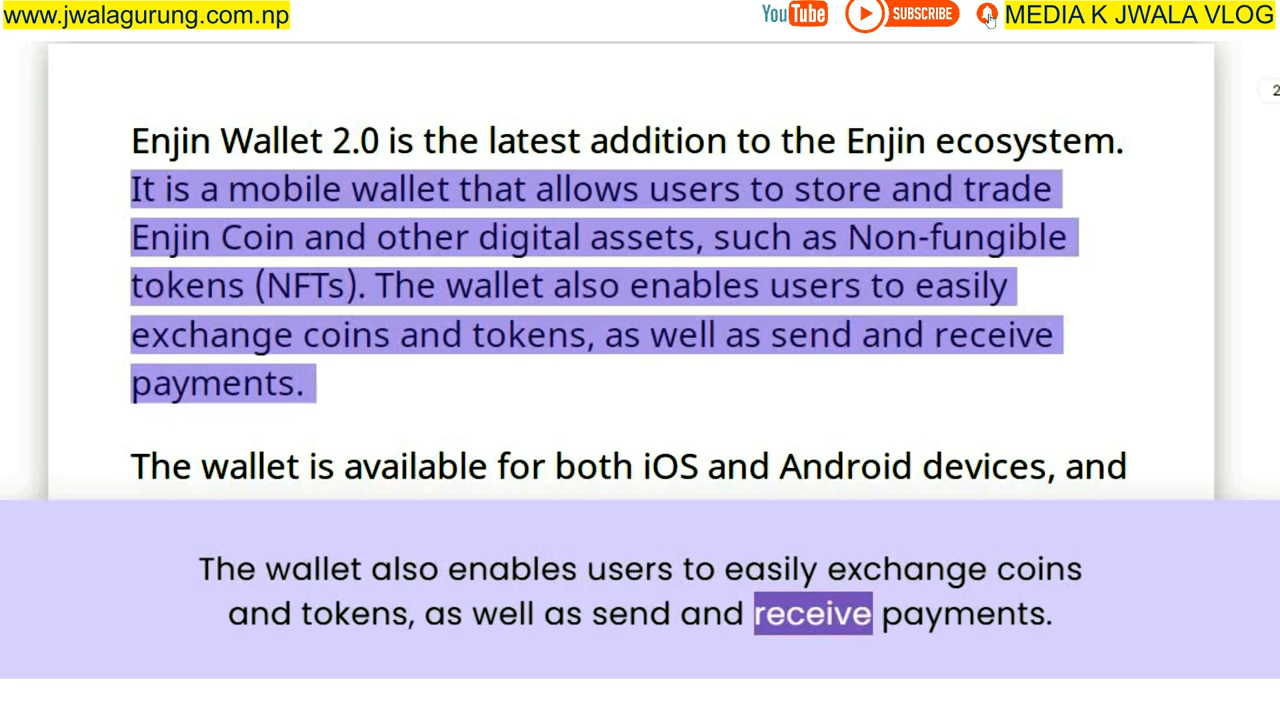 www.jwalagurung.com.np
YouTube SUBSCRIBE MEDIA K JWALA VLOG
2
Enjin Wallet 2.0 is the latest addition to the Enjin ecosystem.
It is a mobile wallet that allows users to store and trade
Enjin Coin and other digital assets, such as Non-fungible
tokens (NFTs). The wallet also enables users to easily
exchange coins and tokens, as well as send and receive
payments.
The wallet is available for both iOS and Android devices, and
The wallet also enables users to easily exchange coins
and tokens, as well as send and receive payments.